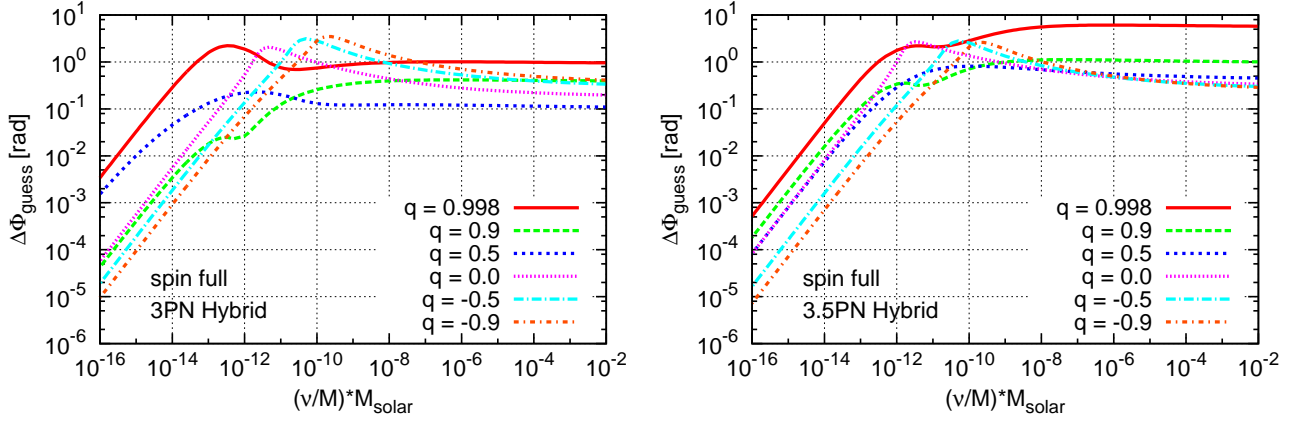 ΔΦ_guess [rad]
10^1
10^0
10^-1
10^-2
10^-3
10^-4
10^-5
10^-6
q = 0.998
q = 0.9
q = 0.5
q = 0.0
q = -0.5
q = -0.9
spin full
3PN Hybrid
10^-16 10^-14 10^-12 10^-10 10^-8 10^-6 10^-4 10^-2
(ν/M)*M_solar
ΔΦ_guess [rad]
10^1
10^0
10^-1
10^-2
10^-3
10^-4
10^-5
10^-6
q = 0.998
q = 0.9
q = 0.5
q = 0.0
q = -0.5
q = -0.9
spin full
3.5PN Hybrid
10^-16 10^-14 10^-12 10^-10 10^-8 10^-6 10^-4 10^-2
(ν/M)*M_solar